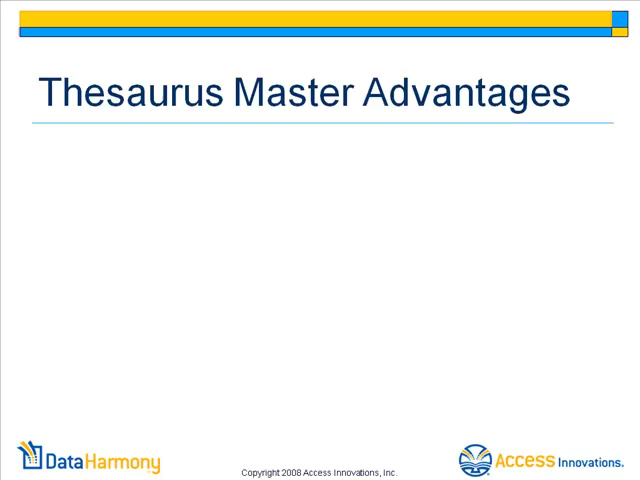 Thesaurus Master Advantages
DataHarmony
Copyright 2008 Access Innovations, Inc.
Access Innovations®